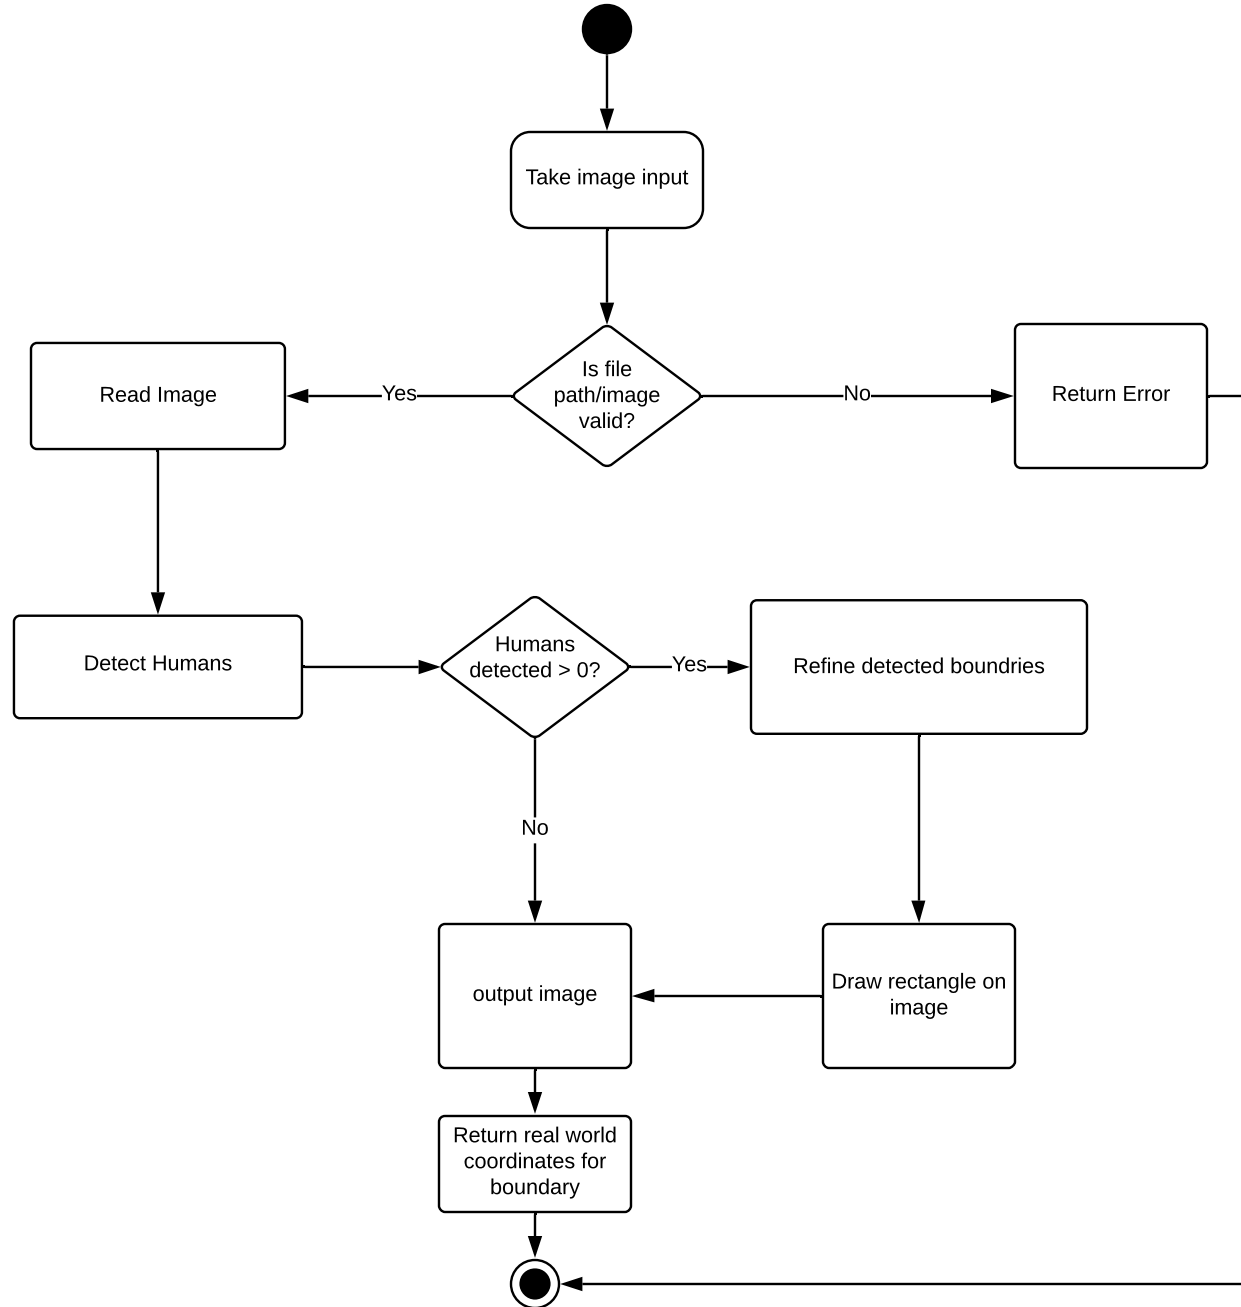 Take image input
Is file
path/image
valid?
Read Image
Yes
No
Return Error
Detect Humans
Humans
detected > 0?
Yes
Refine detected boundries
No
output image
Draw rectangle on
image
Return real world
coordinates for
boundary